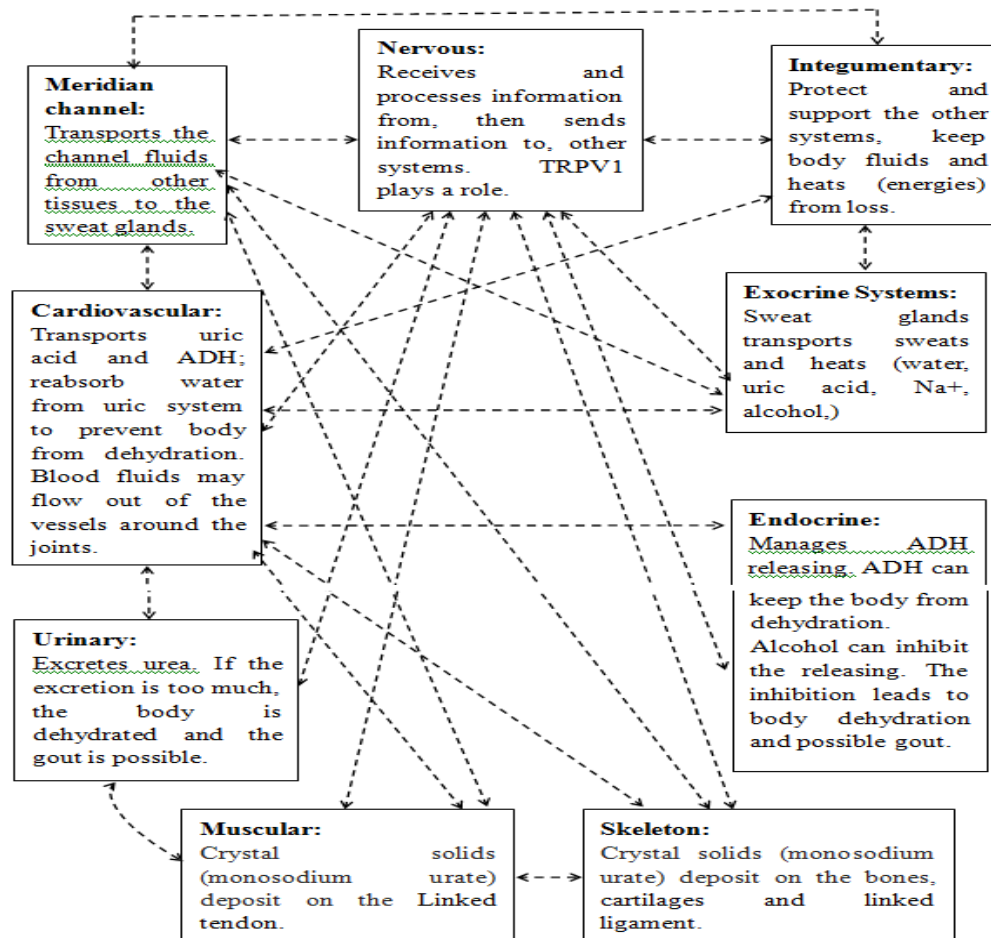 Nervous:
Receives and
processes information
from, then sends
information to, other
systems. TRPV1
plays a role.
Integumentary:
Protect and
support the other
systems, keep
body fluids and
heats (energies)
from loss.
Meridian
channel:
Transports the
channel fluids
from other
tissues to the
sweat glands.
Cardiovascular:
Transports uric
acid and ADH;
reabsorb water
from uric system
to prevent body
from dehydration.
Blood fluids may
flow out of the
vessels around the
joints.
Exocrine Systems:
Sweat glands
transports sweats
and heats (water,
uric acid, Na+,
alcohol,)
Endocrine:
Manages ADH
releasing. ADH can
keep the body from
dehydration.
Alcohol can inhibit
the releasing. The
inhibition leads to
body dehydration
and possible gout.
Urinary:
Excretes urea. If the
excretion is too much,
the body is
dehydrated and the
gout is possible.
Muscular:
Crystal solids
(monosodium urate)
deposit on the Linked
tendon.
Skeleton:
Crystal solids (monosodium
urate) deposit on the bones,
cartilages and linked
ligament.